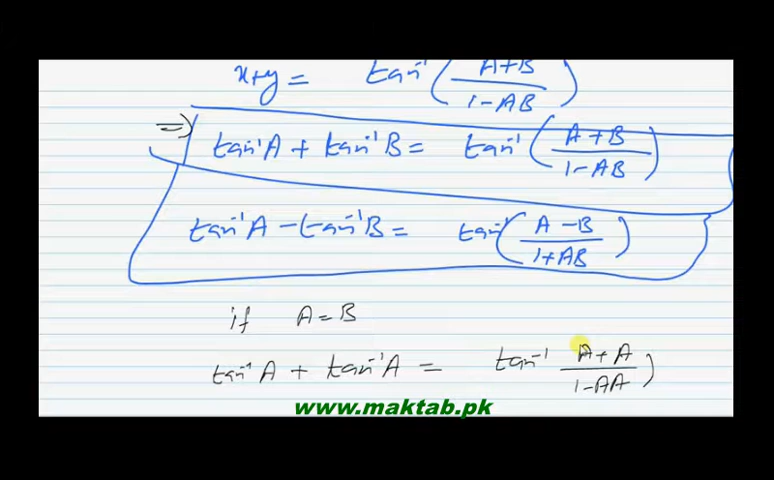 x+y = tan⁻¹ (A+B / 1-AB)
⇒ tan⁻¹A + tan⁻¹B = tan⁻¹ (A+B / 1-AB)
tan⁻¹A - tan⁻¹B = tan⁻¹ (A-B / 1+AB)
if A=B
tan⁻¹A + tan⁻¹A = tan⁻¹ A+A / 1-AA)
www.maktab.pk